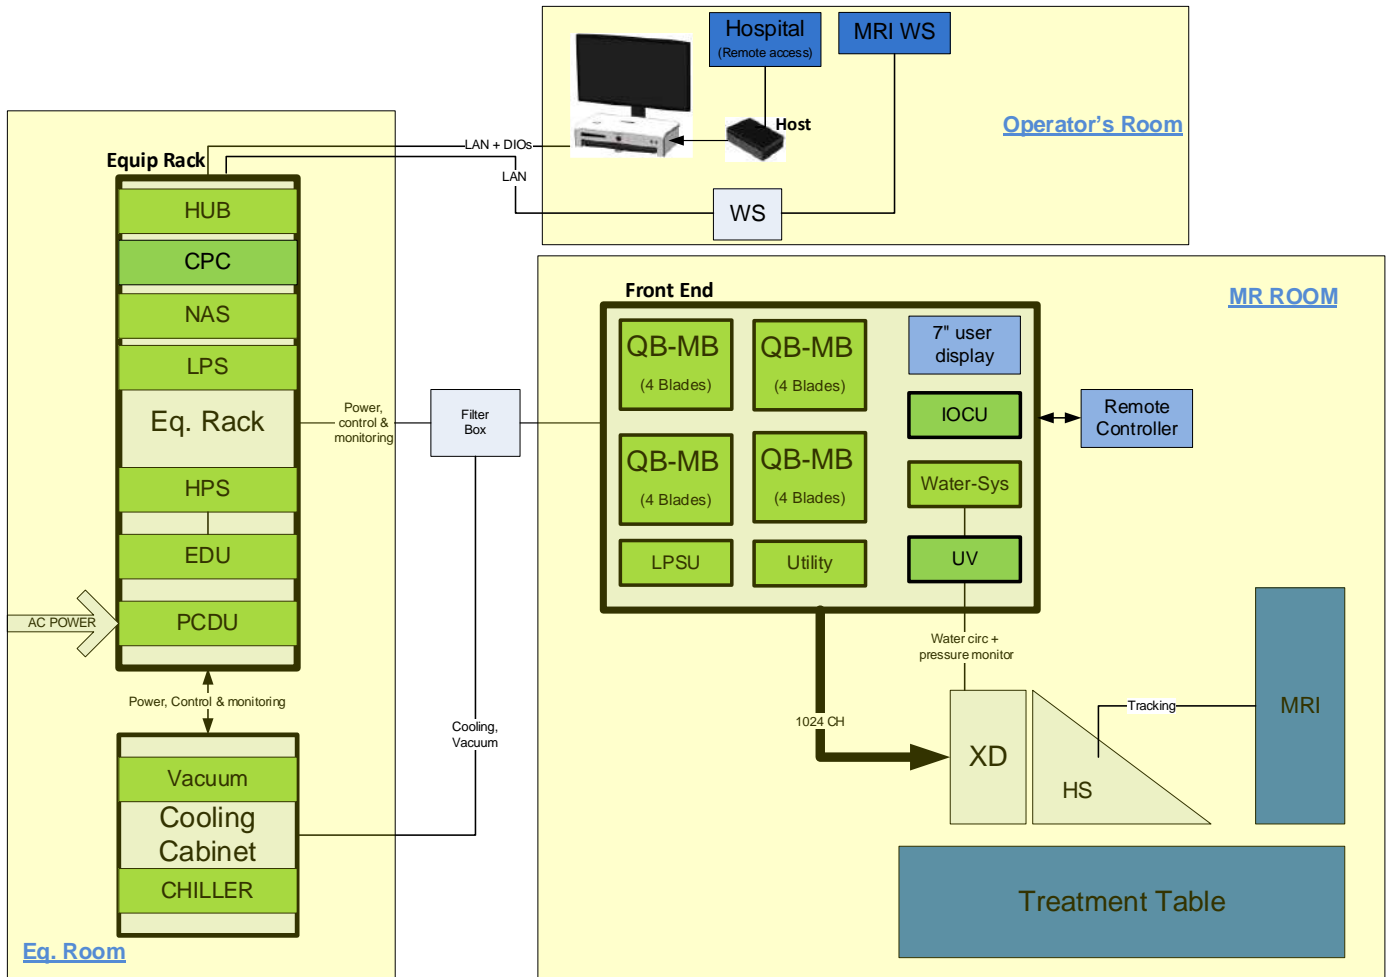 Hospital
(Remote access)
MRI WS
Host
Operator's Room
LAN + DIOs
LAN
WS
Equip Rack
HUB
CPC
NAS
LPS
Eq. Rack
HPS
EDU
PCDU
AC POWER
Power, Control & monitoring
Vacuum
Cooling
Cabinet
CHILLER
Eq. Room
Power,
control &
monitoring
Filter
Box
Cooling,
Vacuum
MR ROOM
Front End
QB-MB
(4 Blades)
QB-MB
(4 Blades)
7" user
display
IOCU
Remote
Controller
QB-MB
(4 Blades)
QB-MB
(4 Blades)
Water-Sys
LPSU
Utility
UV
Water circ +
pressure monitor
1024 CH
XD
HS
Tracking
MRI
Treatment Table